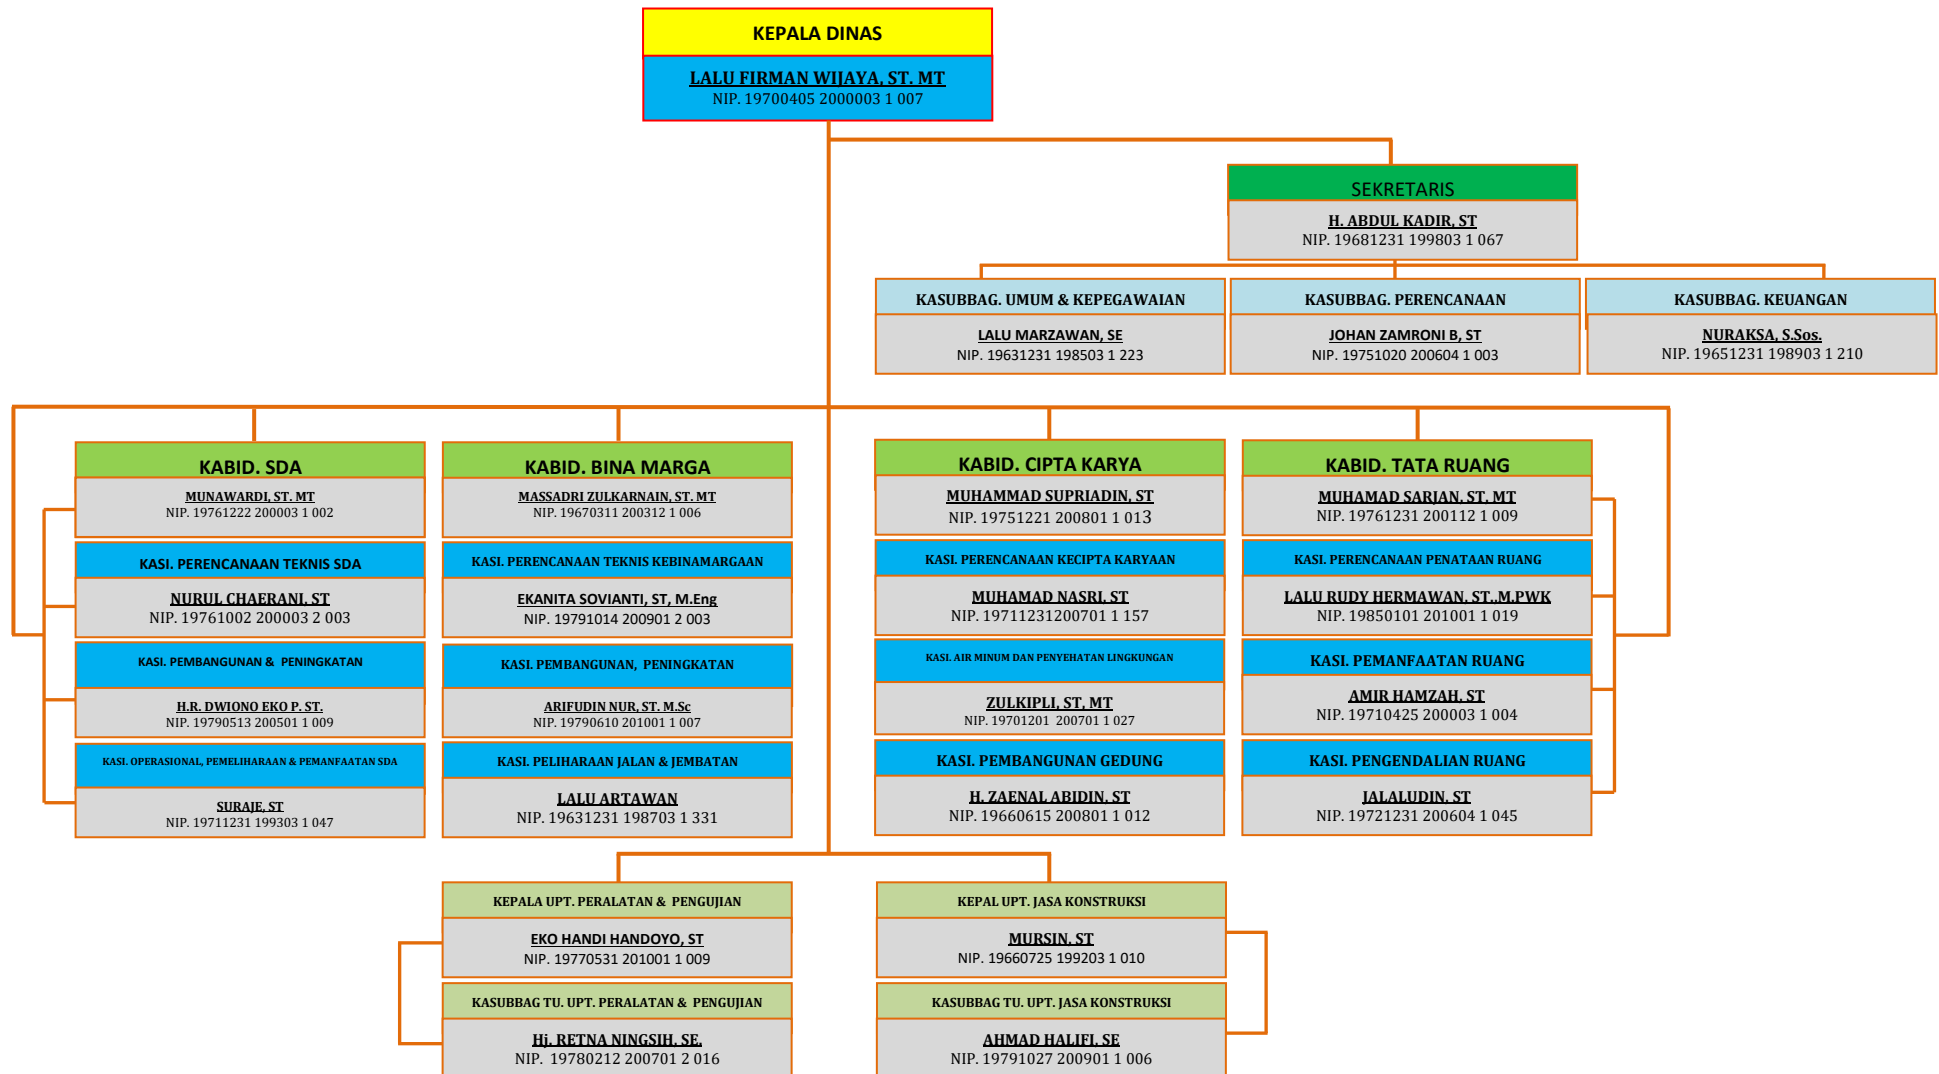 KEPALA DINAS
LALU FIRMAN WIJAYA, ST. MT
NIP. 19700405 2000003 1 007
SEKRETARIS
H. ABDUL KADIR, ST
NIP. 19681231 199803 1 067
KASUBBAG. UMUM & KEPEGAWAIAN
LALU MARZAWAN, SE
NIP. 19631231 198503 1 223
KASUBBAG. PERENCANAAN
JOHAN ZAMRONI B, ST
NIP. 19751020 200604 1 003
KASUBBAG. KEUANGAN
NURAKSA, S.Sos.
NIP. 19651231 198903 1 210
KABID. SDA
MUNAWARDI, ST. MT
NIP. 19761222 200003 1 002
KASI. PERENCANAAN TEKNIS SDA
NURUL CHAERANI, ST
NIP. 19761002 200003 2 003
KASI. PEMBANGUNAN & PENINGKATAN
H.R. DWIONO EKO P. ST.
NIP. 19790513 200501 1 009
KASI. OPERASIONAL, PEMELIHARAAN & PEMANFAATAN SDA
SURAJE, ST
NIP. 19711231 199303 1 047
KABID. BINA MARGA
MASSADRI ZULKARNAIN, ST. MT
NIP. 19670311 200312 1 006
KASI. PERENCANAAN TEKNIS KEBINAMARGAAN
EKANITA SOVIANTI, ST, M.Eng
NIP. 19791014 200901 2 003
KASI. PEMBANGUNAN, PENINGKATAN
ARIFUDIN NUR, ST. M.Sc
NIP. 19790610 201001 1 007
KASI. PELIHARAAN JALAN & JEMBATAN
LALU ARTAWAN
NIP. 19631231 198703 1 331
KABID. CIPTA KARYA
MUHAMMAD SUPRIADIN, ST
NIP. 19751221 200801 1 013
KASI. PERENCANAAN KECIPTA KARYAAN
MUHAMAD NASRI, ST
NIP. 19711231200701 1 157
KASI. AIR MINUM DAN PENYEHATAN LINGKUNGAN
ZULKIPLI, ST, MT
NIP. 19701201 200701 1 027
KASI. PEMBANGUNAN GEDUNG
H. ZAENAL ABIDIN, ST
NIP. 19660615 200801 1 012
KABID. TATA RUANG
MUHAMAD SARJAN, ST, MT
NIP. 19761231 200112 1 009
KASI. PERENCANAAN PENATAAN RUANG
LALU RUDY HERMAWAN, ST.,M.PWK
NIP. 19850101 201001 1 019
KASI. PEMANFAATAN RUANG
AMIR HAMZAH, ST
NIP. 19710425 200003 1 004
KASI. PENGENDALIAN RUANG
JALALUDIN, ST
NIP. 19721231 200604 1 045
KEPALA UPT. PERALATAN & PENGUJIAN
EKO HANDI HANDOYO, ST
NIP. 19770531 201001 1 009
KASUBBAG TU. UPT. PERALATAN & PENGUJIAN
Hj. RETNA NINGSIH, SE.
NIP. 19780212 200701 2 016
KEPAL UPT. JASA KONSTRUKSI
MURSIN, ST
NIP. 19660725 199203 1 010
KASUBBAG TU. UPT. JASA KONSTRUKSI
AHMAD HALIFI, SE
NIP. 19791027 200901 1 006